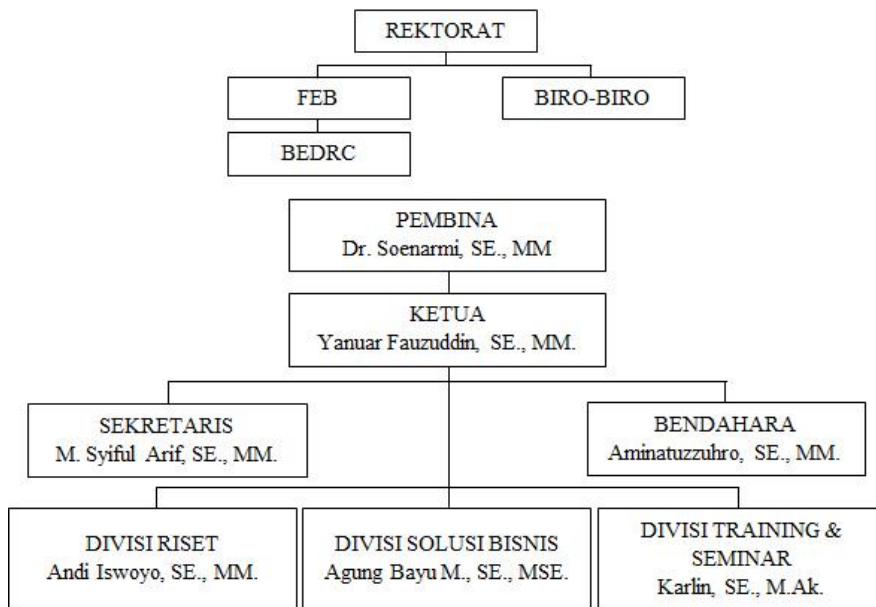 REKTORAT
FEB
BIRO-BIRO
BEDRC
PEMBINA
Dr. Soenarmi, SE., MM
KETUA
Yanuar Fauzuddin, SE., MM.
SEKRETARIS
M. Syiful Arif, SE., MM.
BENDAHARA
Aminatuzzuhro, SE., MM.
DIVISI RISET
Andi Iswoyo, SE., MM.
DIVISI SOLUSI BISNIS
Agung Bayu M., SE., MSE.
DIVISI TRAINING &
SEMINAR
Karlin, SE., M.Ak.